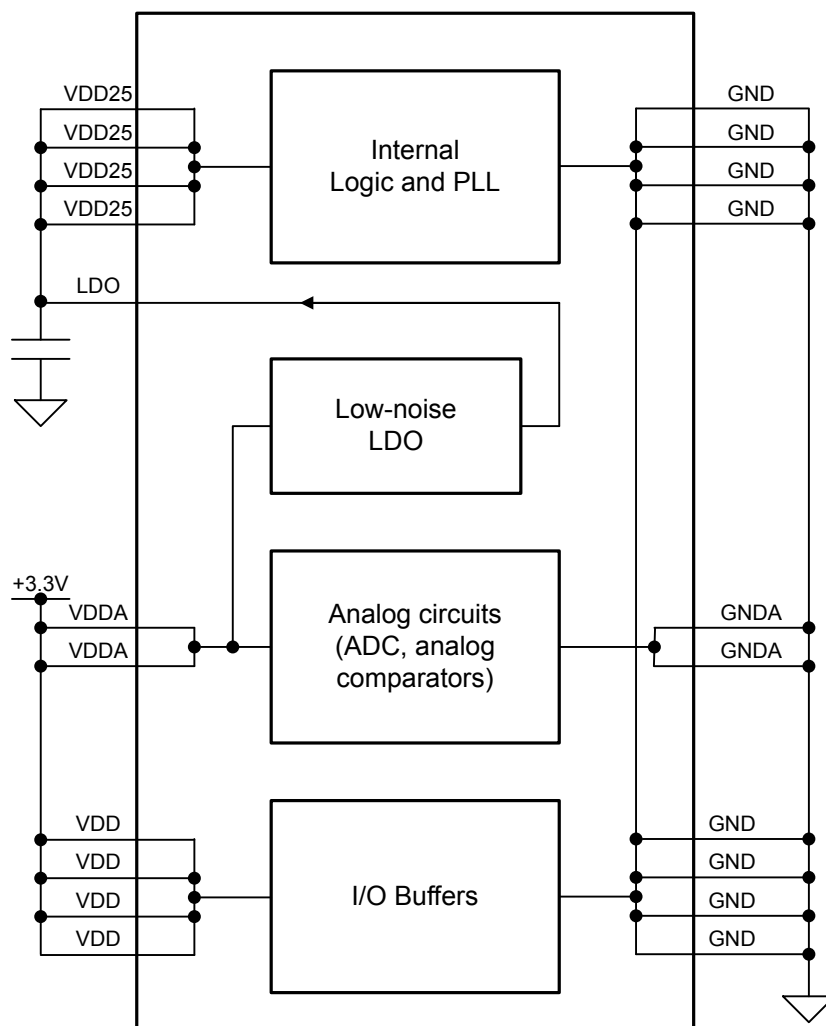 VDD25
VDD25
VDD25
VDD25
LDO
Internal
Logic and PLL
GND
GND
GND
GND
Low-noise
LDO
+3.3V
VDDA
VDDA
Analog circuits
(ADC, analog
comparators)
GNDA
GNDA
VDD
VDD
VDD
VDD
I/O Buffers
GND
GND
GND
GND